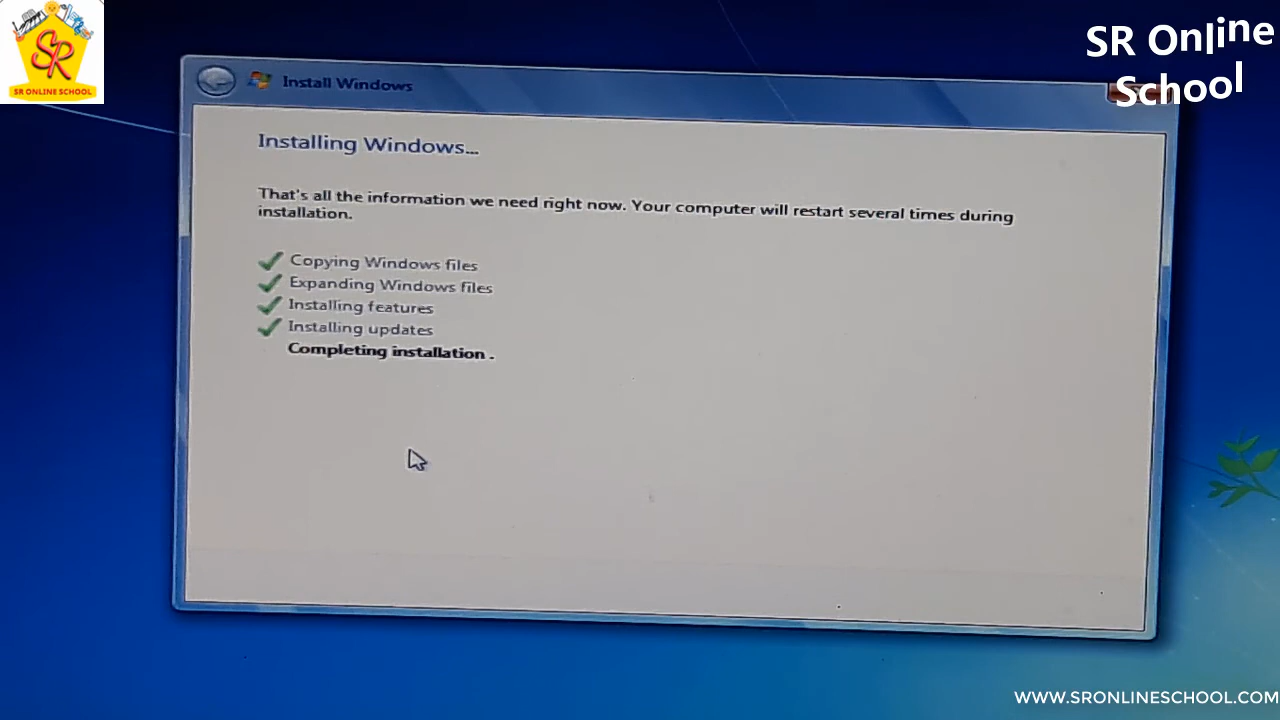 SR
SR ONLINE SCHOOL
SR Online
School
Install Windows
Installing Windows...
That's all the information we need right now. Your computer will restart several times during
installation.
Copying Windows files
Expanding Windows files
Installing features
Installing updates
Completing installation .
WWW.SRONLINESCHOOL.COM